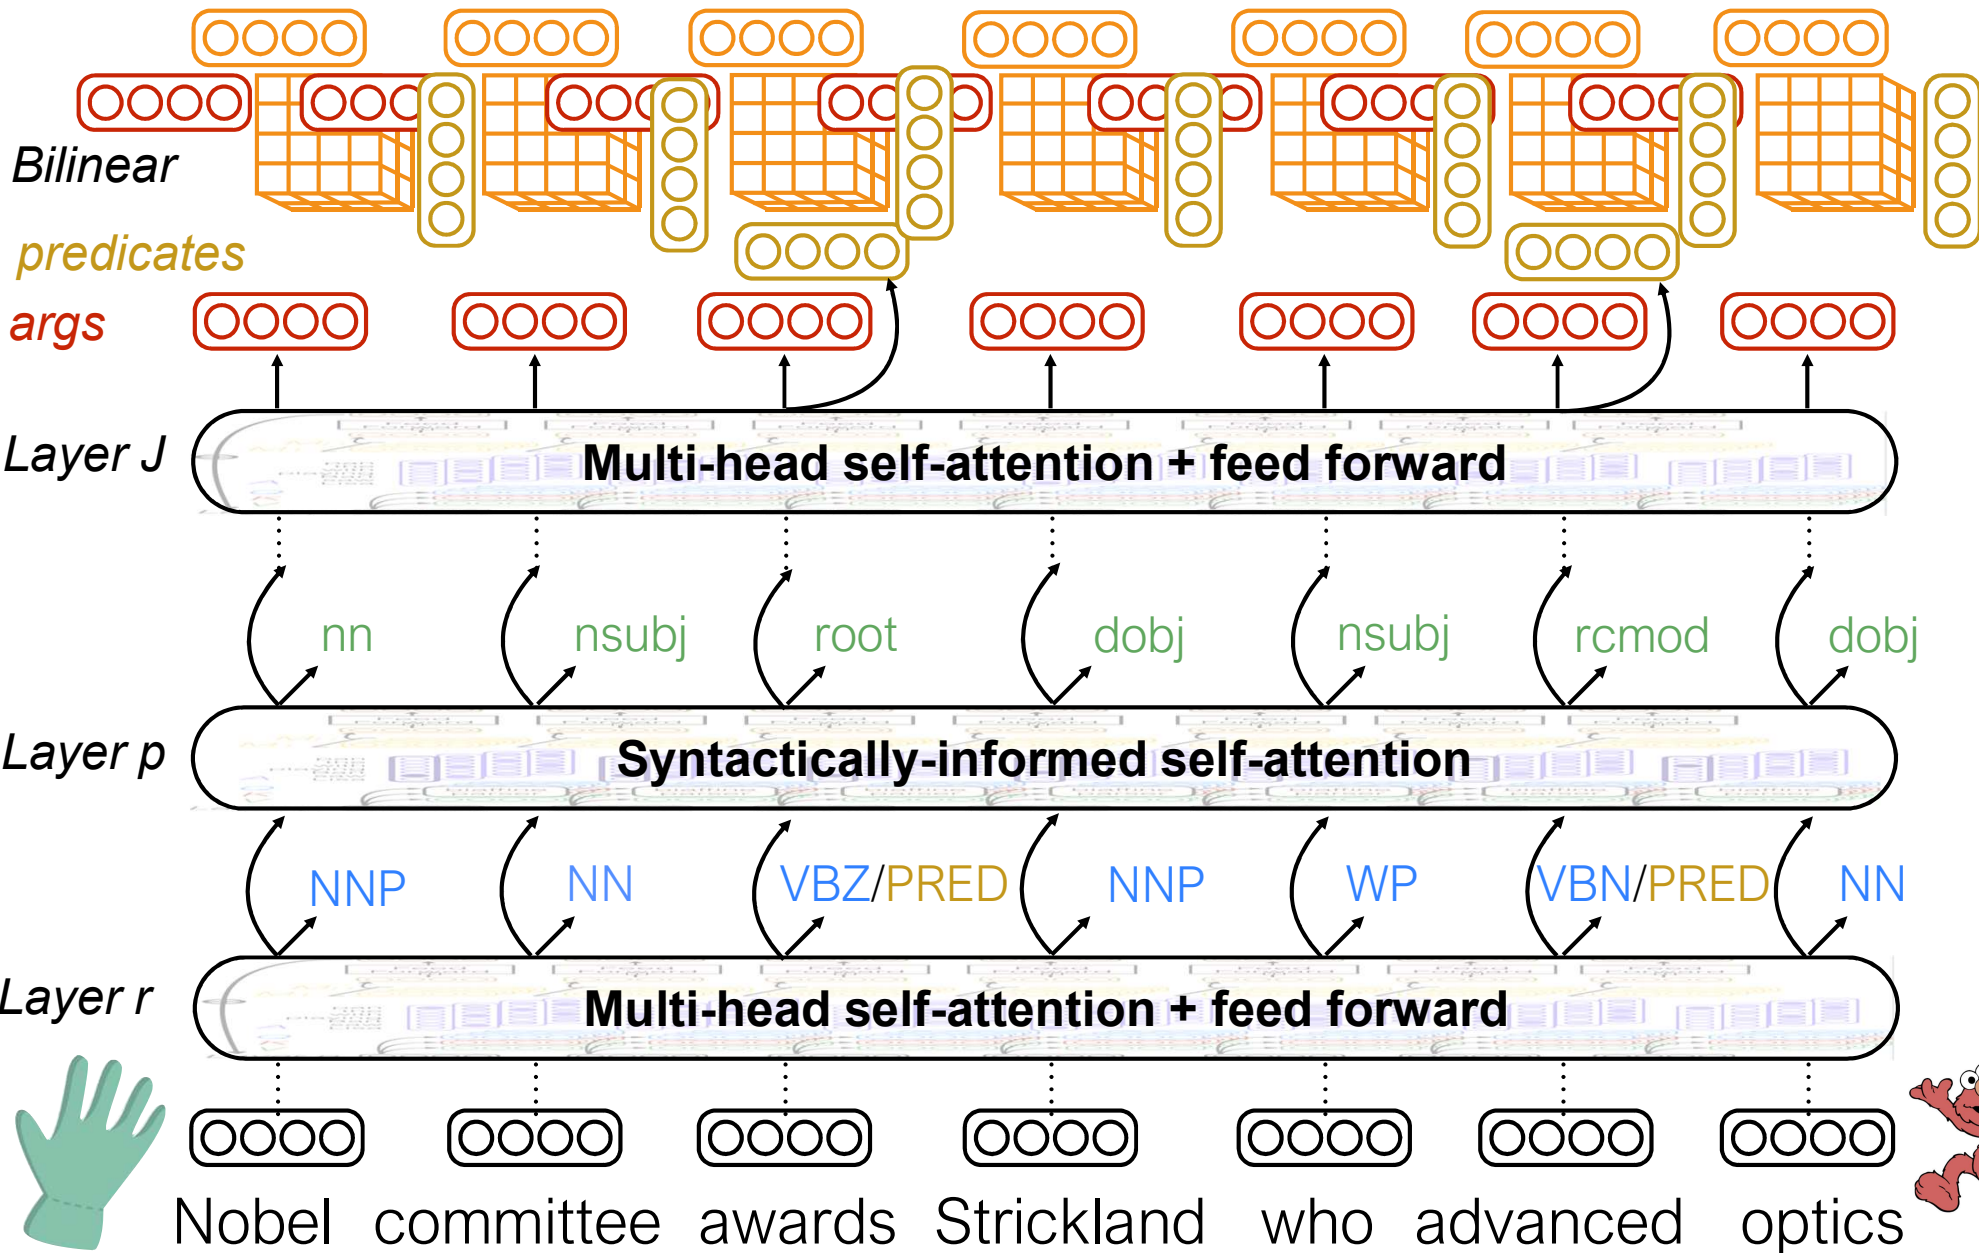 Bilinear
predicates
args
Layer J Multi-head self-attention + feed forward
nn nsubj root dobj nsubj rcmod dobj
Layer p Syntactically-informed self-attention
NNP NN VBZ/PRED NNP WP VBN/PRED NN
Layer r Multi-head self-attention + feed forward
Nobel committee awards Strickland who advanced optics